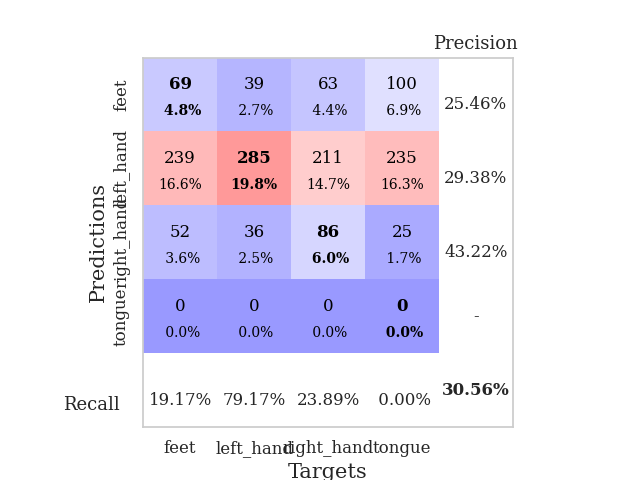 Precision
feet
69 39 63 100
4.8% 2.7% 4.4% 6.9%
25.46%
left_hand
239 285 211 235
16.6% 19.8% 14.7% 16.3%
29.38%
right_hand
52 36 86 25
3.6% 2.5% 6.0% 1.7%
43.22%
tongue
0 0 0 0
0.0% 0.0% 0.0% 0.0%
-
Predictions
Recall
19.17% 79.17% 23.89% 0.00%
30.56%
feet left_hand right_hand tongue
Targets